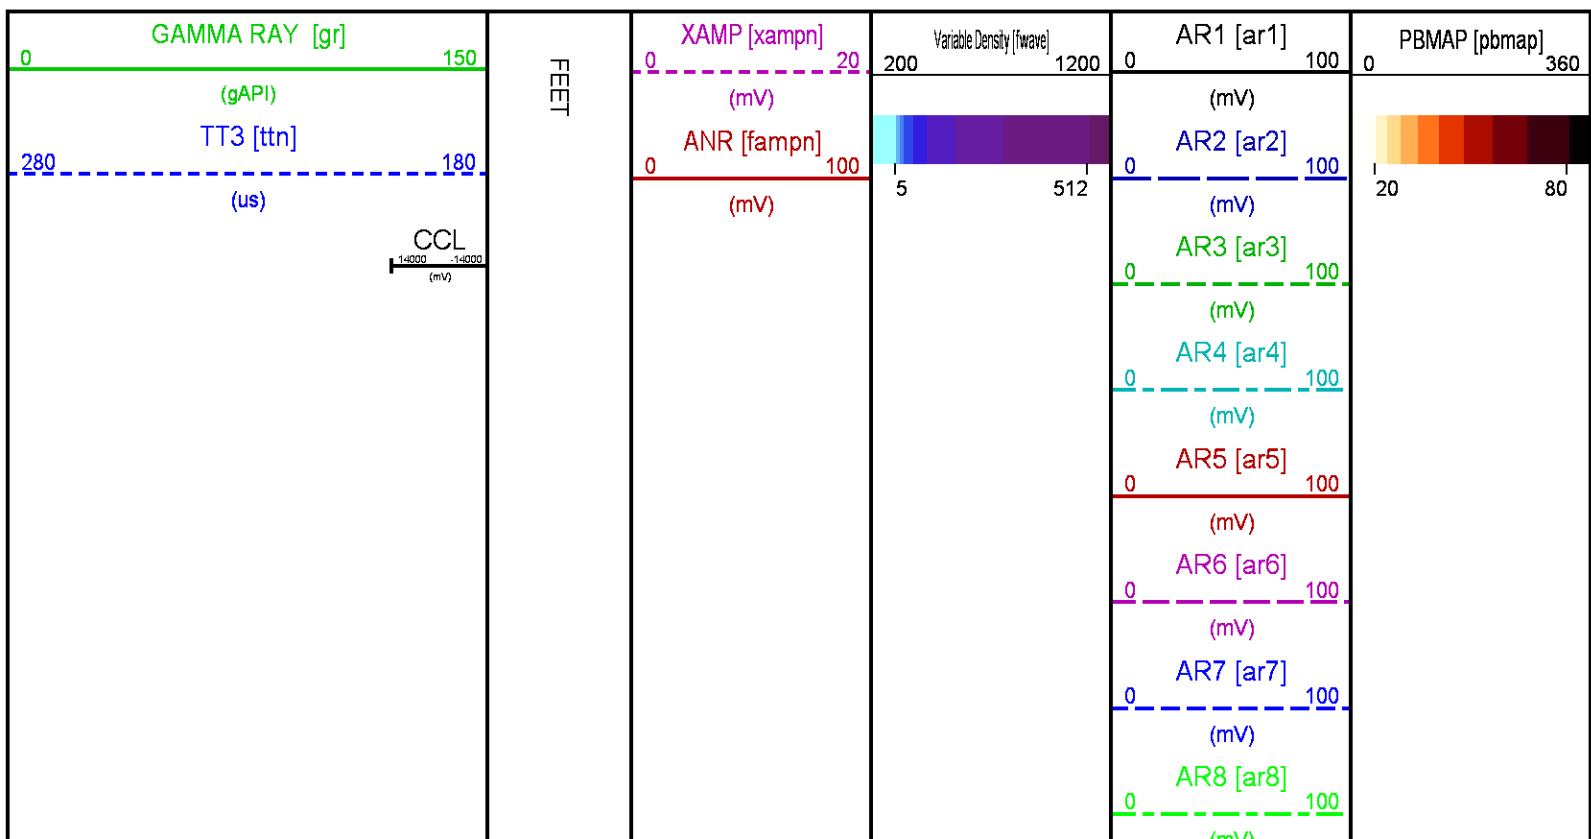 GAMMA RAY [gr]
0 150
(gAPI)
TT3 [ttn]
280 180
(us)
CCL
14000 -14000
(mV)
FEET
XAMP [xampn]
0 20
(mV)
ANR [fampn]
0 100
(mV)
Variable Density [fwave]
200 1200
5 512
AR1 [ar1]
0 100
(mV)
AR2 [ar2]
0 100
(mV)
AR3 [ar3]
0 100
(mV)
AR4 [ar4]
0 100
(mV)
AR5 [ar5]
0 100
(mV)
AR6 [ar6]
0 100
(mV)
AR7 [ar7]
0 100
(mV)
AR8 [ar8]
0 100
(mV)
PBMAP [pbmap]
0 360
20 80